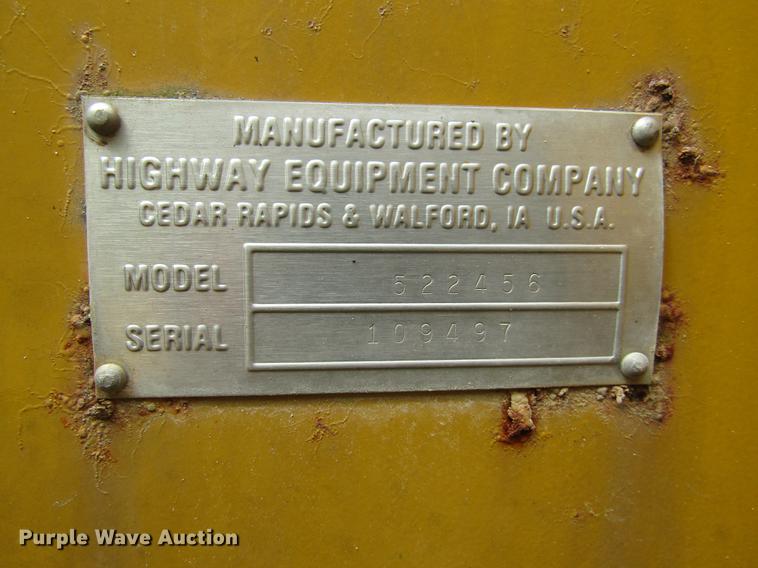 MANUFACTURED BY
HIGHWAY EQUIPMENT COMPANY
CEDAR RAPIDS & WALFORD, IA U.S.A.
MODEL 522456
SERIAL 109497
Purple Wave Auction